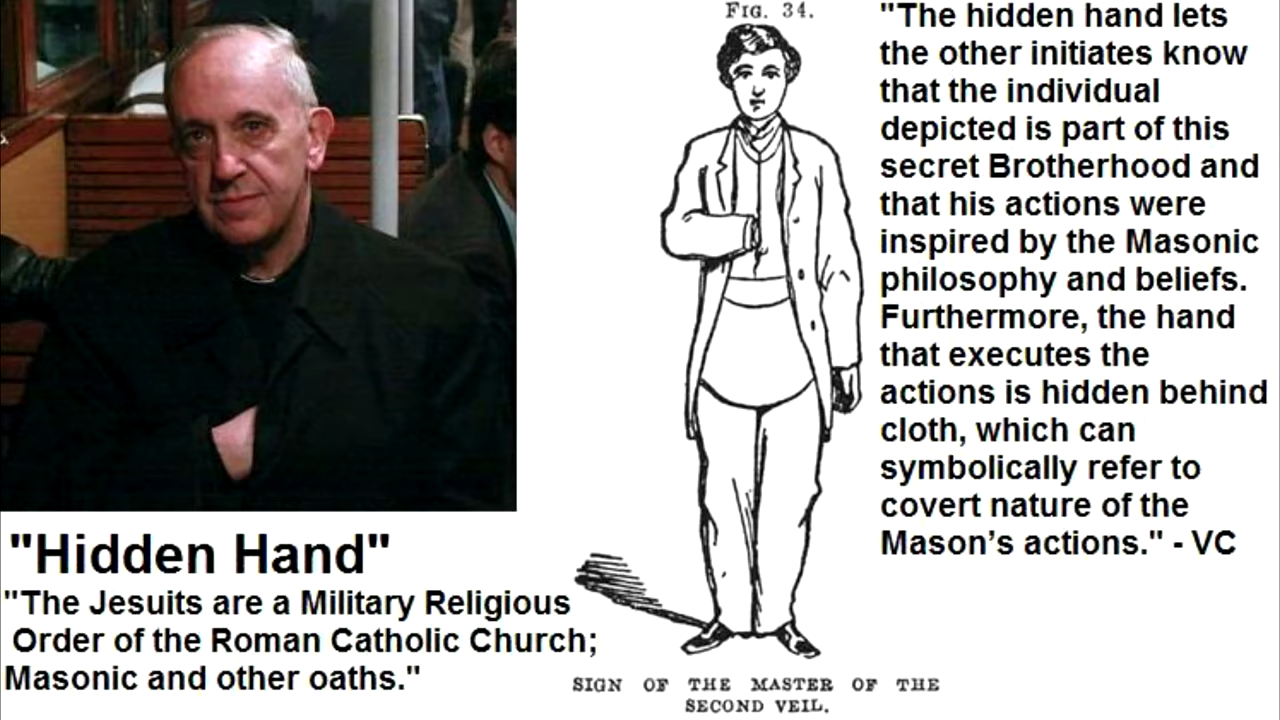 FIG. 34.
"The hidden hand lets
the other initiates know
that the individual
depicted is part of this
secret Brotherhood and
that his actions were
inspired by the Masonic
philosophy and beliefs.
Furthermore, the hand
that executes the
actions is hidden behind
cloth, which can
symbolically refer to
covert nature of the
Mason’s actions." - VC
"Hidden Hand"
"The Jesuits are a Military Religious
Order of the Roman Catholic Church;
Masonic and other oaths."
SIGN OF THE MASTER OF THE
SECOND VEIL.